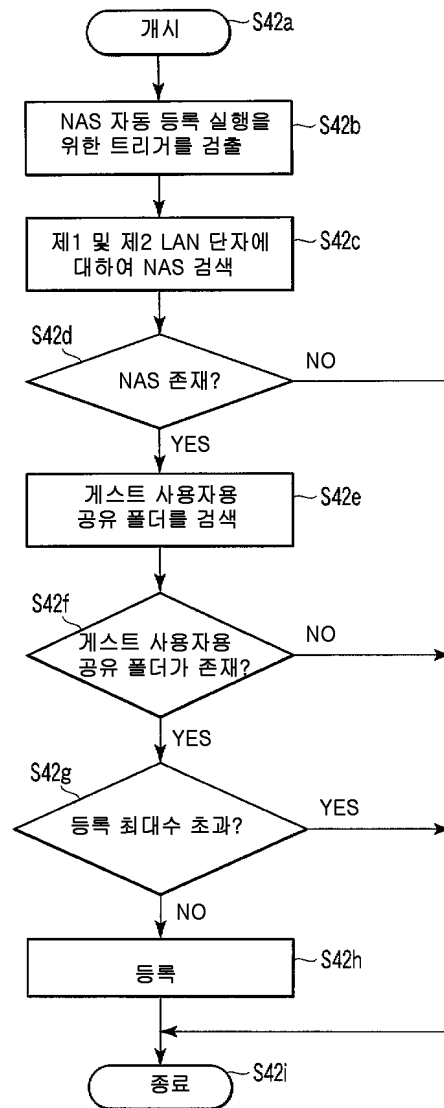 개시
S42a
NAS 자동 등록 실행을
위한 트리거를 검출
S42b
제1 및 제2 LAN 단자에
대하여 NAS 검색
S42c
S42d
NAS 존재?
NO
YES
게스트 사용자용
공유 폴더를 검색
S42e
S42f
게스트 사용자용
공유 폴더가 존재?
NO
YES
S42g
등록 최대수 초과?
YES
NO
등록
S42h
종료
S42i